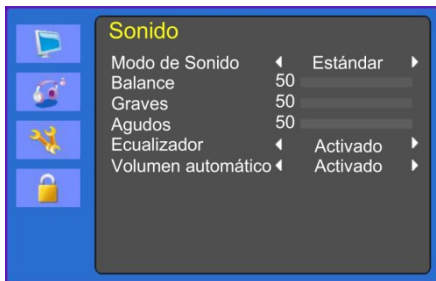 Sonido
Modo de Sonido Estándar
Balance 50
Graves 50
Agudos 50
Ecualizador Activado
Volumen automático Activado